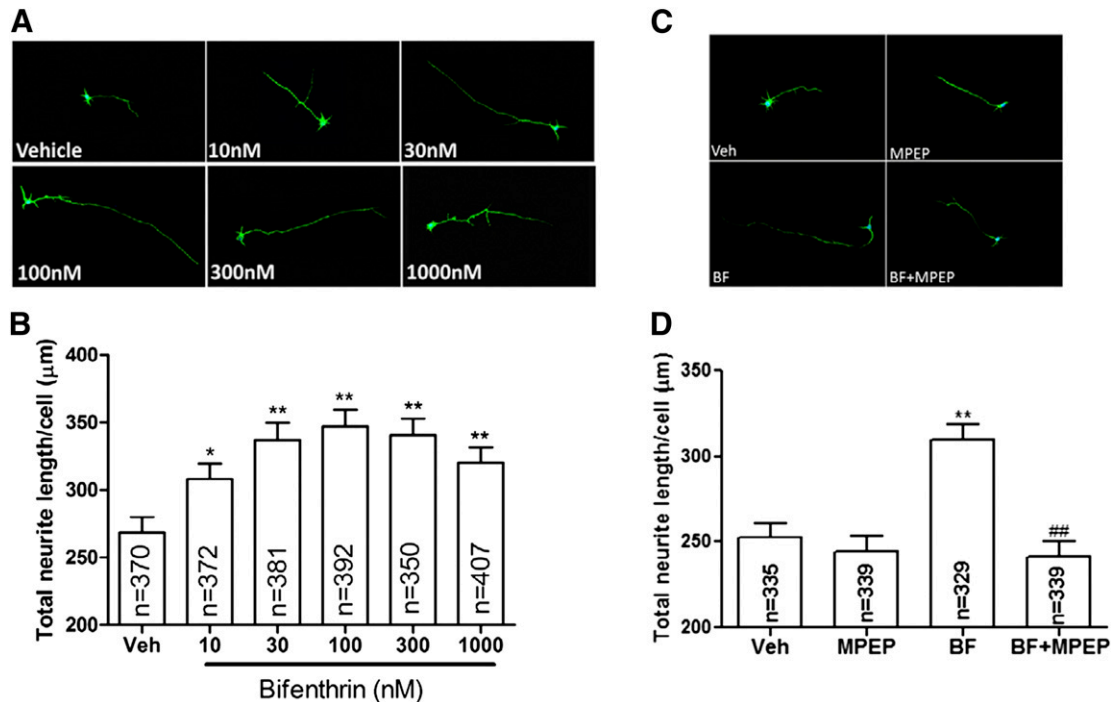 A
Vehicle
10nM
30nM
100nM
300nM
1000nM
B
Total neurite length/cell (μm)
400
350
300
250
200
*
**
**
**
**
n=370
n=372
n=381
n=392
n=350
n=407
Veh
10
30
100
300
1000
Bifenthrin (nM)
C
Veh
MPEP
BF
BF+MPEP
D
Total neurite length/cell (μm)
350
300
250
200
**
##
n=335
n=339
n=329
n=339
Veh
MPEP
BF
BF+MPEP